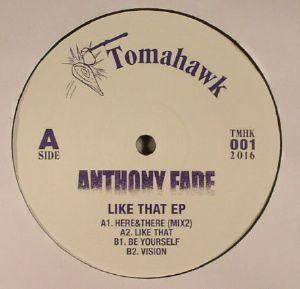 Tomahawk
A
SIDE
TMHK
001
2016
ANTHONY FADE
LIKE THAT EP
A1. HERE&THERE (MIX2)
A2. LIKE THAT
B1. BE YOURSELF
B2. VISION